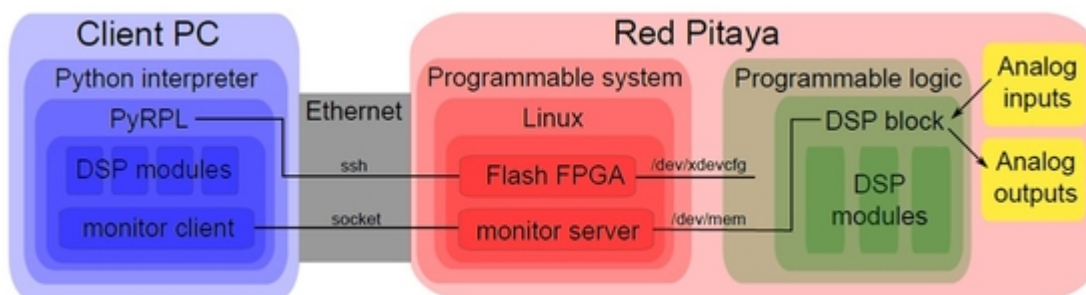 Client PC
Red Pitaya
Python interpreter
Programmable system
Programmable logic
Analog
inputs
PyRPL
Ethernet
Linux
DSP block
DSP modules
ssh
Flash FPGA
/dev/xdevcfg
DSP
modules
Analog
outputs
monitor client
socket
monitor server
/dev/mem